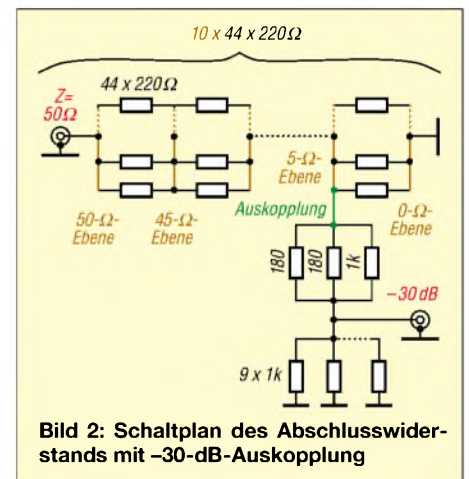 10 x 44 x 220Ω
44 x 220Ω
Z=
50Ω
5-Ω-
Ebene
50-Ω-
Ebene
45-Ω-
Ebene
Auskopplung
0-Ω-
Ebene
180
180
1k
–30 dB
9 x 1k
Bild 2: Schaltplan des Abschlusswider-
stands mit –30-dB-Auskopplung